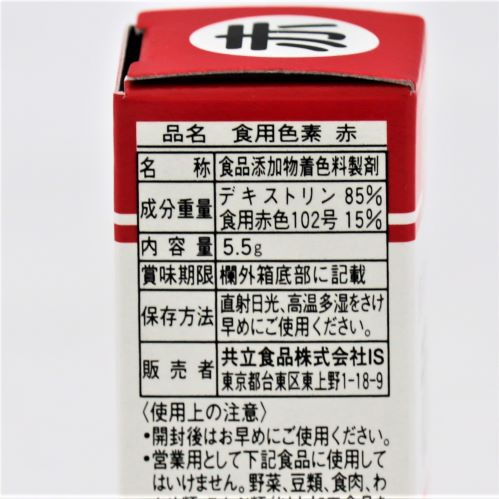 赤
品名 食用色素 赤
名称 食品添加物着色料製剤
成分重量 デキストリン 85%
食用赤色102号 15%
内容量 5.5g
賞味期限 欄外箱底部に記載
保存方法 直射日光、高温多湿をさけ
早めにご使用ください。
販売者 共立食品株式会社IS
東京都台東区東上野1-18-9
〈使用上の注意〉
・開封後はお早めにご使用ください。
・営業用として下記食品に使用して
はいけません。野菜、豆類、食肉、わ